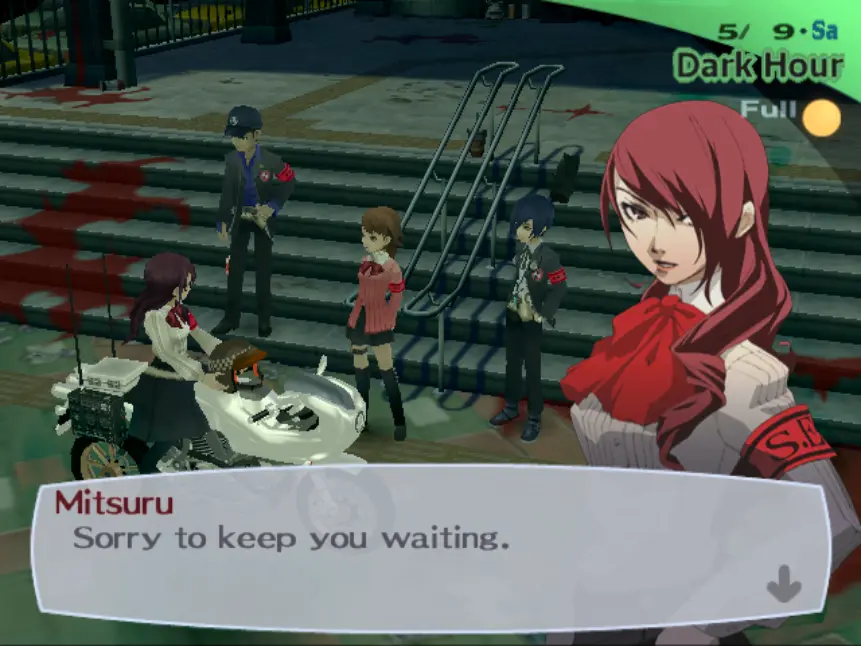 5/ 9・Sa
Dark Hour
Full
S.E
Mitsuru
Sorry to keep you waiting.